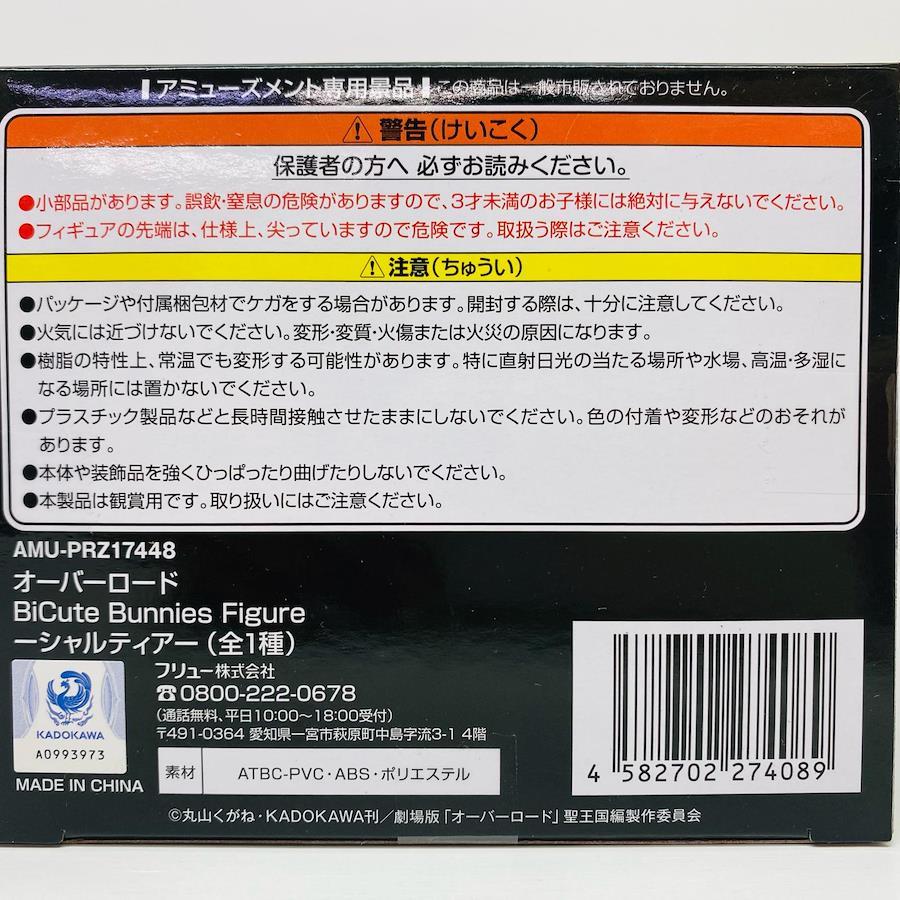 アミューズメント専用景品 この商品は一般市販されておりません。
⚠警告(けいこく)
保護者の方へ 必ずお読みください。
●小部品があります。誤飲・窒息の危険がありますので、3才未満のお子様には絶対に与えないでください。
●フィギュアの先端は、仕様上、尖っていますので危険です。取扱う際はご注意ください。
⚠注意(ちゅうい)
●パッケージや付属梱包材でケガをする場合があります。開封する際は、十分に注意してください。
●火気には近づけないでください。変形・変質・火傷または火災の原因になります。
●樹脂の特性上、常温でも変形する可能性があります。特に直射日光の当たる場所や水場、高温・多湿に
なる場所には置かないでください。
●プラスチック製品などと長時間接触させたままにしないでください。色の付着や変形などのおそれが
あります。
●本体や装飾品を強くひっぱったり曲げたりしないでください。
●本製品は観賞用です。取り扱いにはご注意ください。
AMU-PRZ17448
オーバーロード
BiCute Bunnies Figure
ーシャルティアー(全1種)
フリュー株式会社
☎0800-222-0678
(通話無料、平日10:00~18:00受付)
〒491-0364 愛知県一宮市萩原町中島字流3-1 4階
KADOKAWA
A0993973
MADE IN CHINA
素材 ATBC-PVC・ABS・ポリエステル
4 582702 274089
©丸山くがね・KADOKAWA刊/劇場版「オーバーロード」聖王国編製作委員会